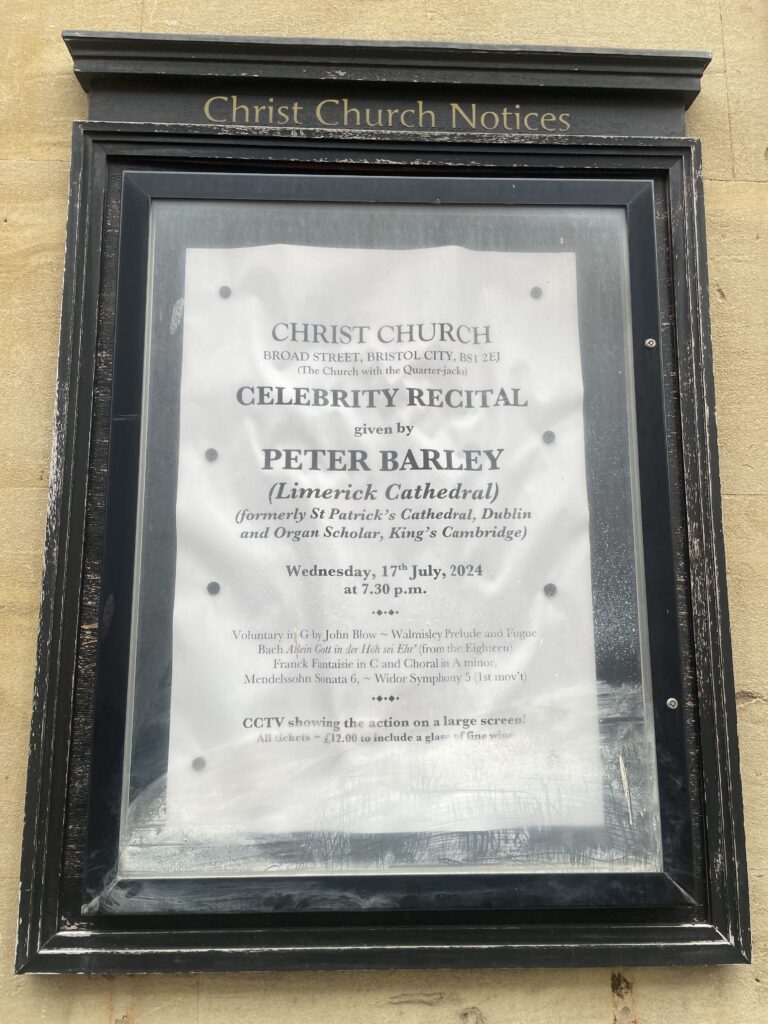 Christ Church Notices
CHRIST CHURCH
BROAD STREET, BRISTOL CITY, BS1 2EJ
(The Church with the Quarter-jacks)
CELEBRITY RECITAL
given by
PETER BARLEY
(Limerick Cathedral)
(formerly St Patrick's Cathedral, Dublin
and Organ Scholar, King's Cambridge)
Wednesday, 17th July, 2024
at 7.30 p.m.
Voluntary in G by John Blow ~ Walmisley Prelude and Fugue
Bach Allein Gott in der Höh sei Ehr' (from the Eighteen)
Franck Fantaisie in C and Choral in A minor,
Mendelssohn Sonata 6, ~ Widor Symphony 5 (1st mov't)
CCTV showing the action on a large screen!
All tickets ~ £12.00 to include a glass of fine wine